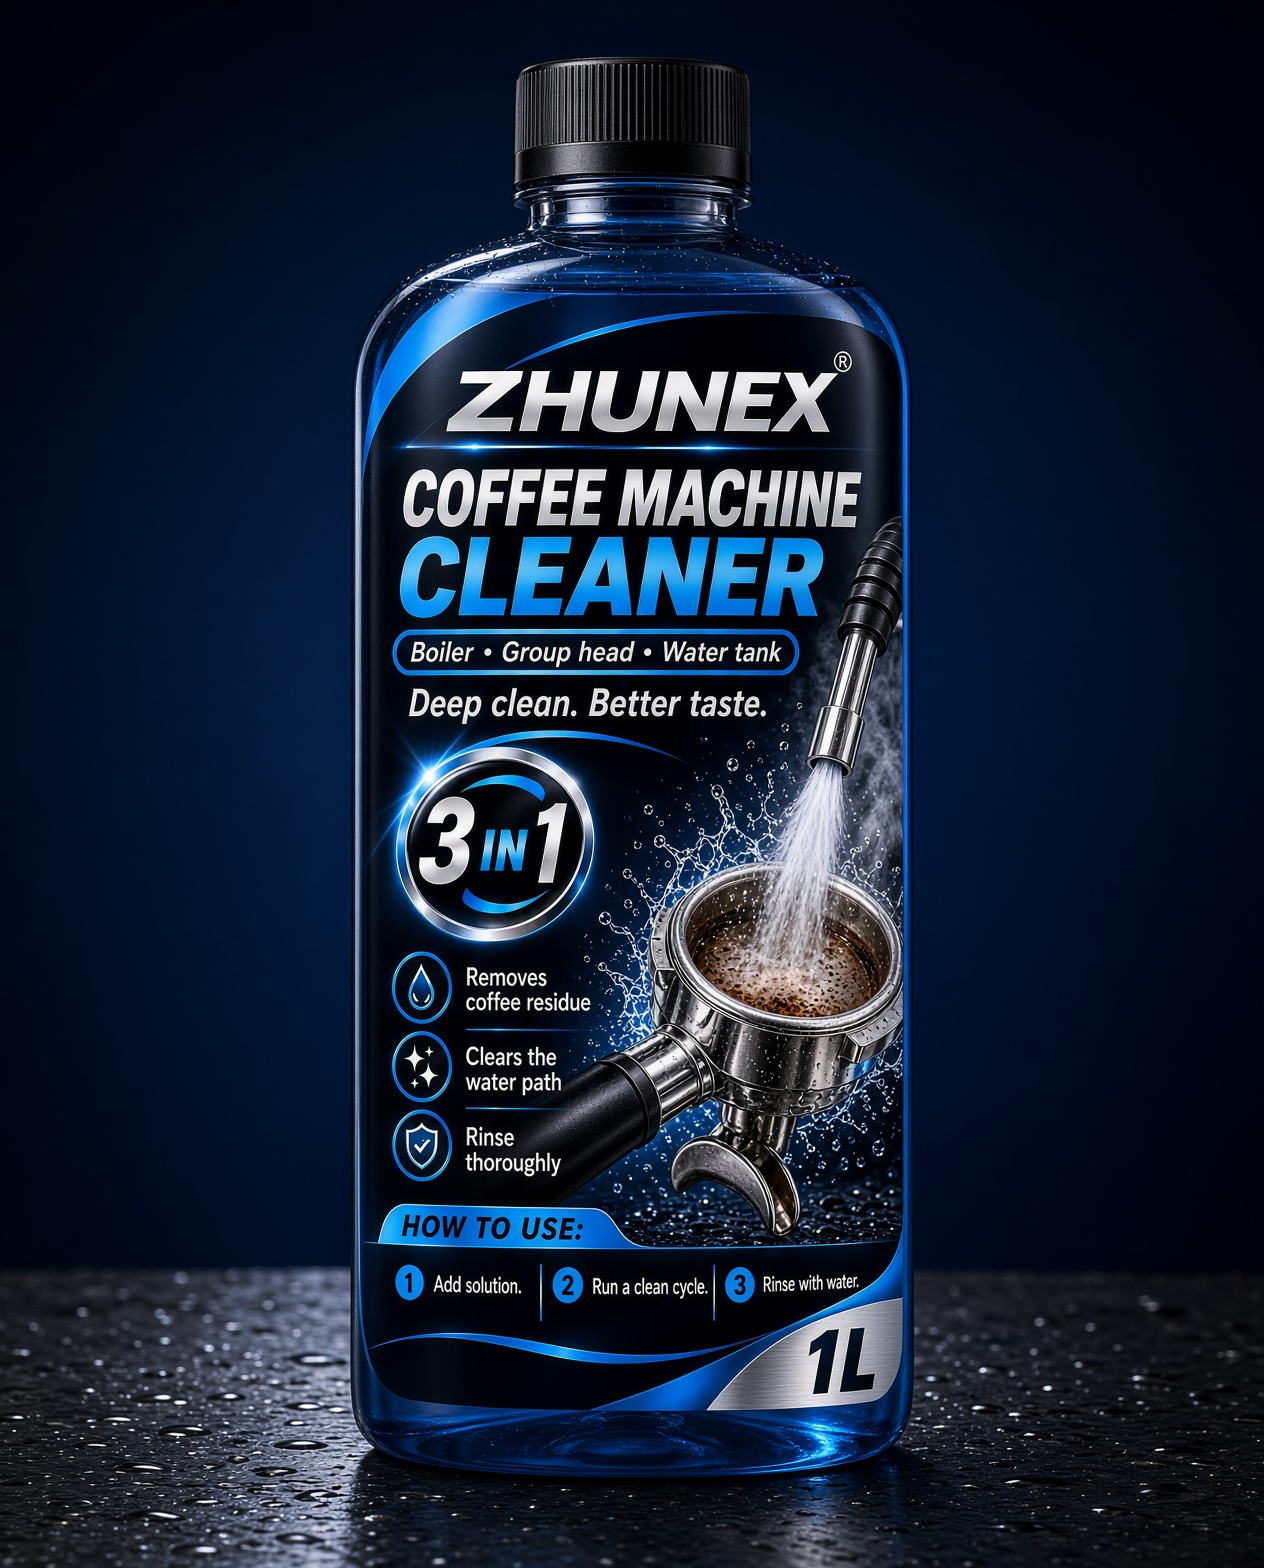 ZHUNEX®
COFFEE MACHINE
CLEANER
Boiler • Group head • Water tank
Deep clean. Better taste.
3 IN 1
Removes
coffee residue
Clears the
water path
Rinse
thoroughly
HOW TO USE:
1 Add solution. 2 Run a clean cycle. 3 Rinse with water.
1L